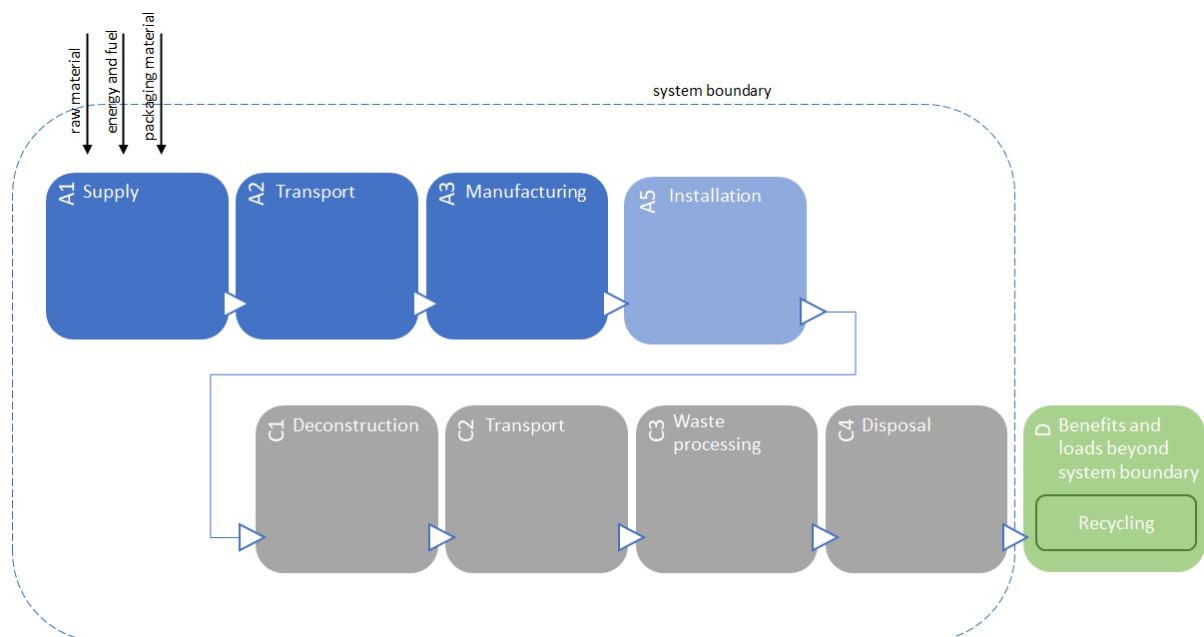 raw material
energy and fuel
packaging material
system boundary
A1 Supply
A2 Transport
A3 Manufacturing
A5 Installation
C1 Deconstruction
C2 Transport
C3 Waste
processing
C4 Disposal
D Benefits and
loads beyond
system boundary
Recycling